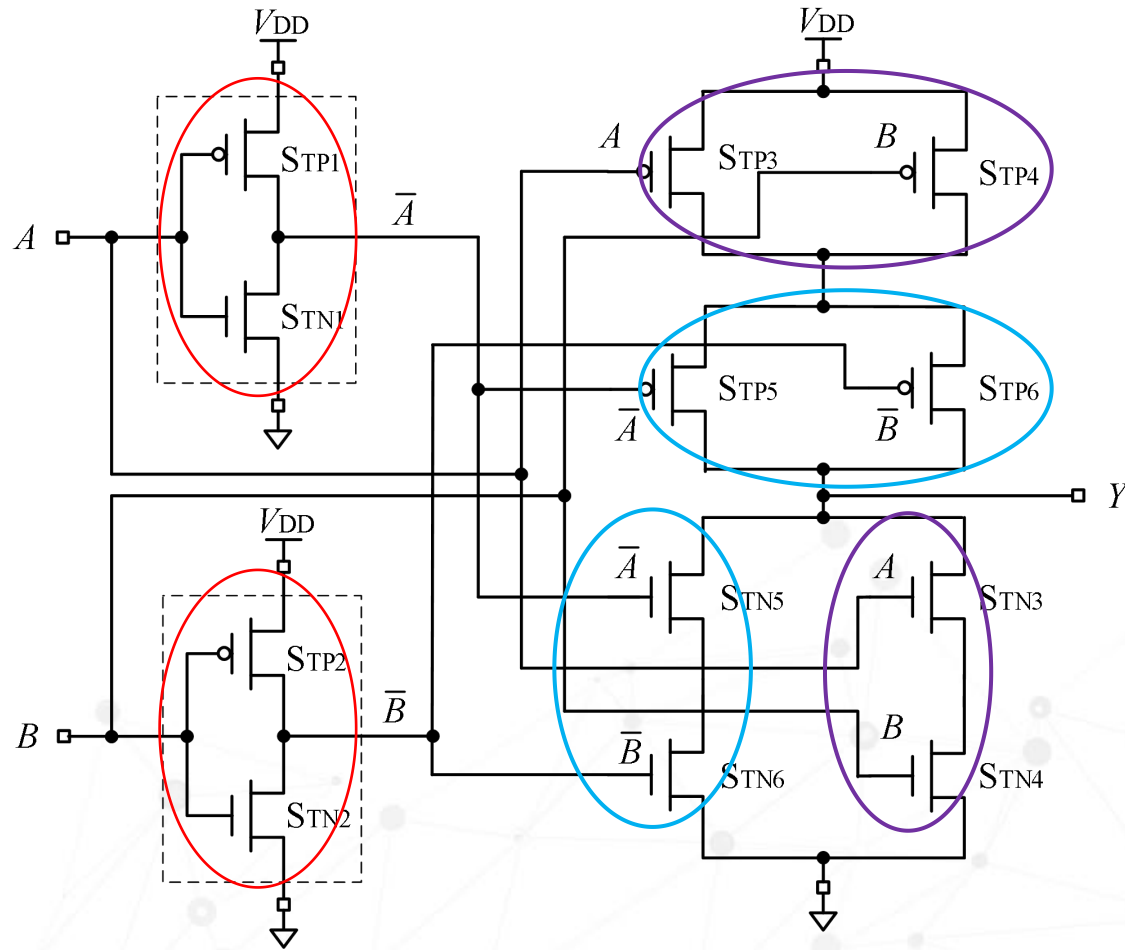 VDD
VDD
A
B
STP1
STP3
STP4
A̅
A
STN1
STP5
STP6
A̅
B̅
Y
VDD
A̅
A
STN5
STN3
STP2
B̅
B
B̅
B
STN6
STN4
STN2